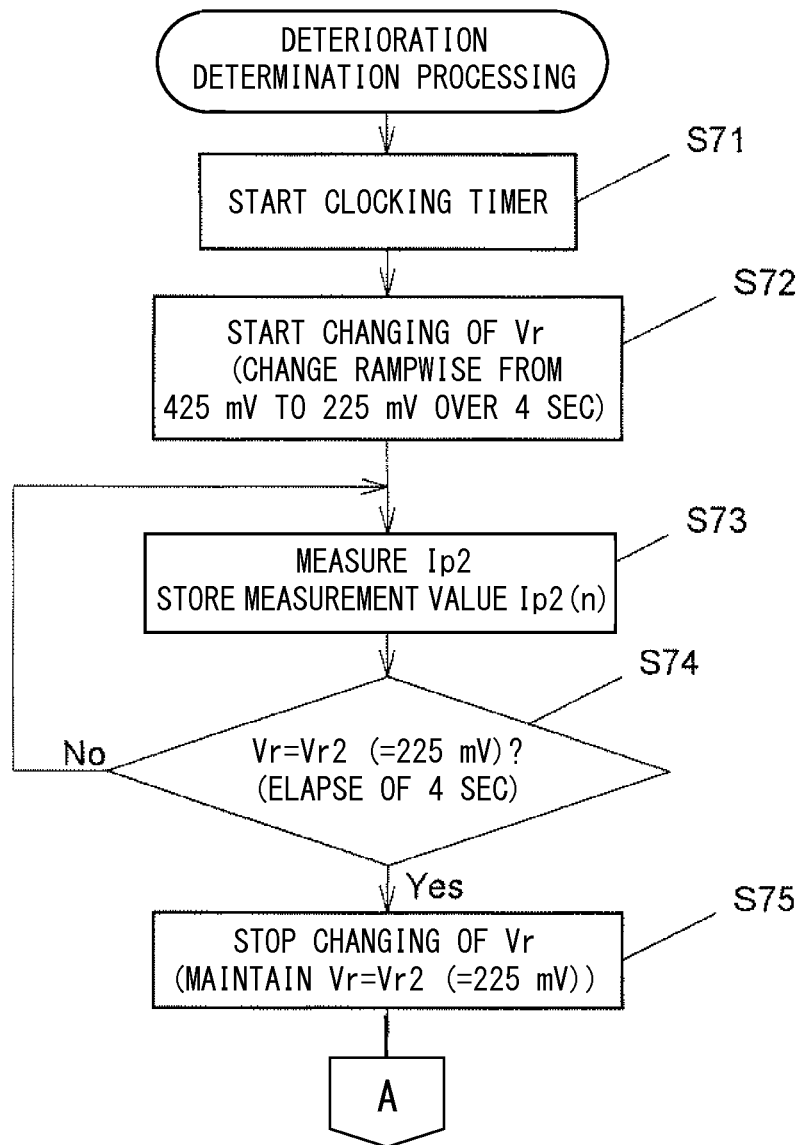 DETERIORATION
DETERMINATION PROCESSING
S71
START CLOCKING TIMER
S72
START CHANGING OF Vr
(CHANGE RAMPWISE FROM
425 mV TO 225 mV OVER 4 SEC)
S73
MEASURE Ip2
STORE MEASUREMENT VALUE Ip2(n)
S74
No
Vr=Vr2 (=225 mV)?
(ELAPSE OF 4 SEC)
Yes
S75
STOP CHANGING OF Vr
(MAINTAIN Vr=Vr2 (=225 mV))
A